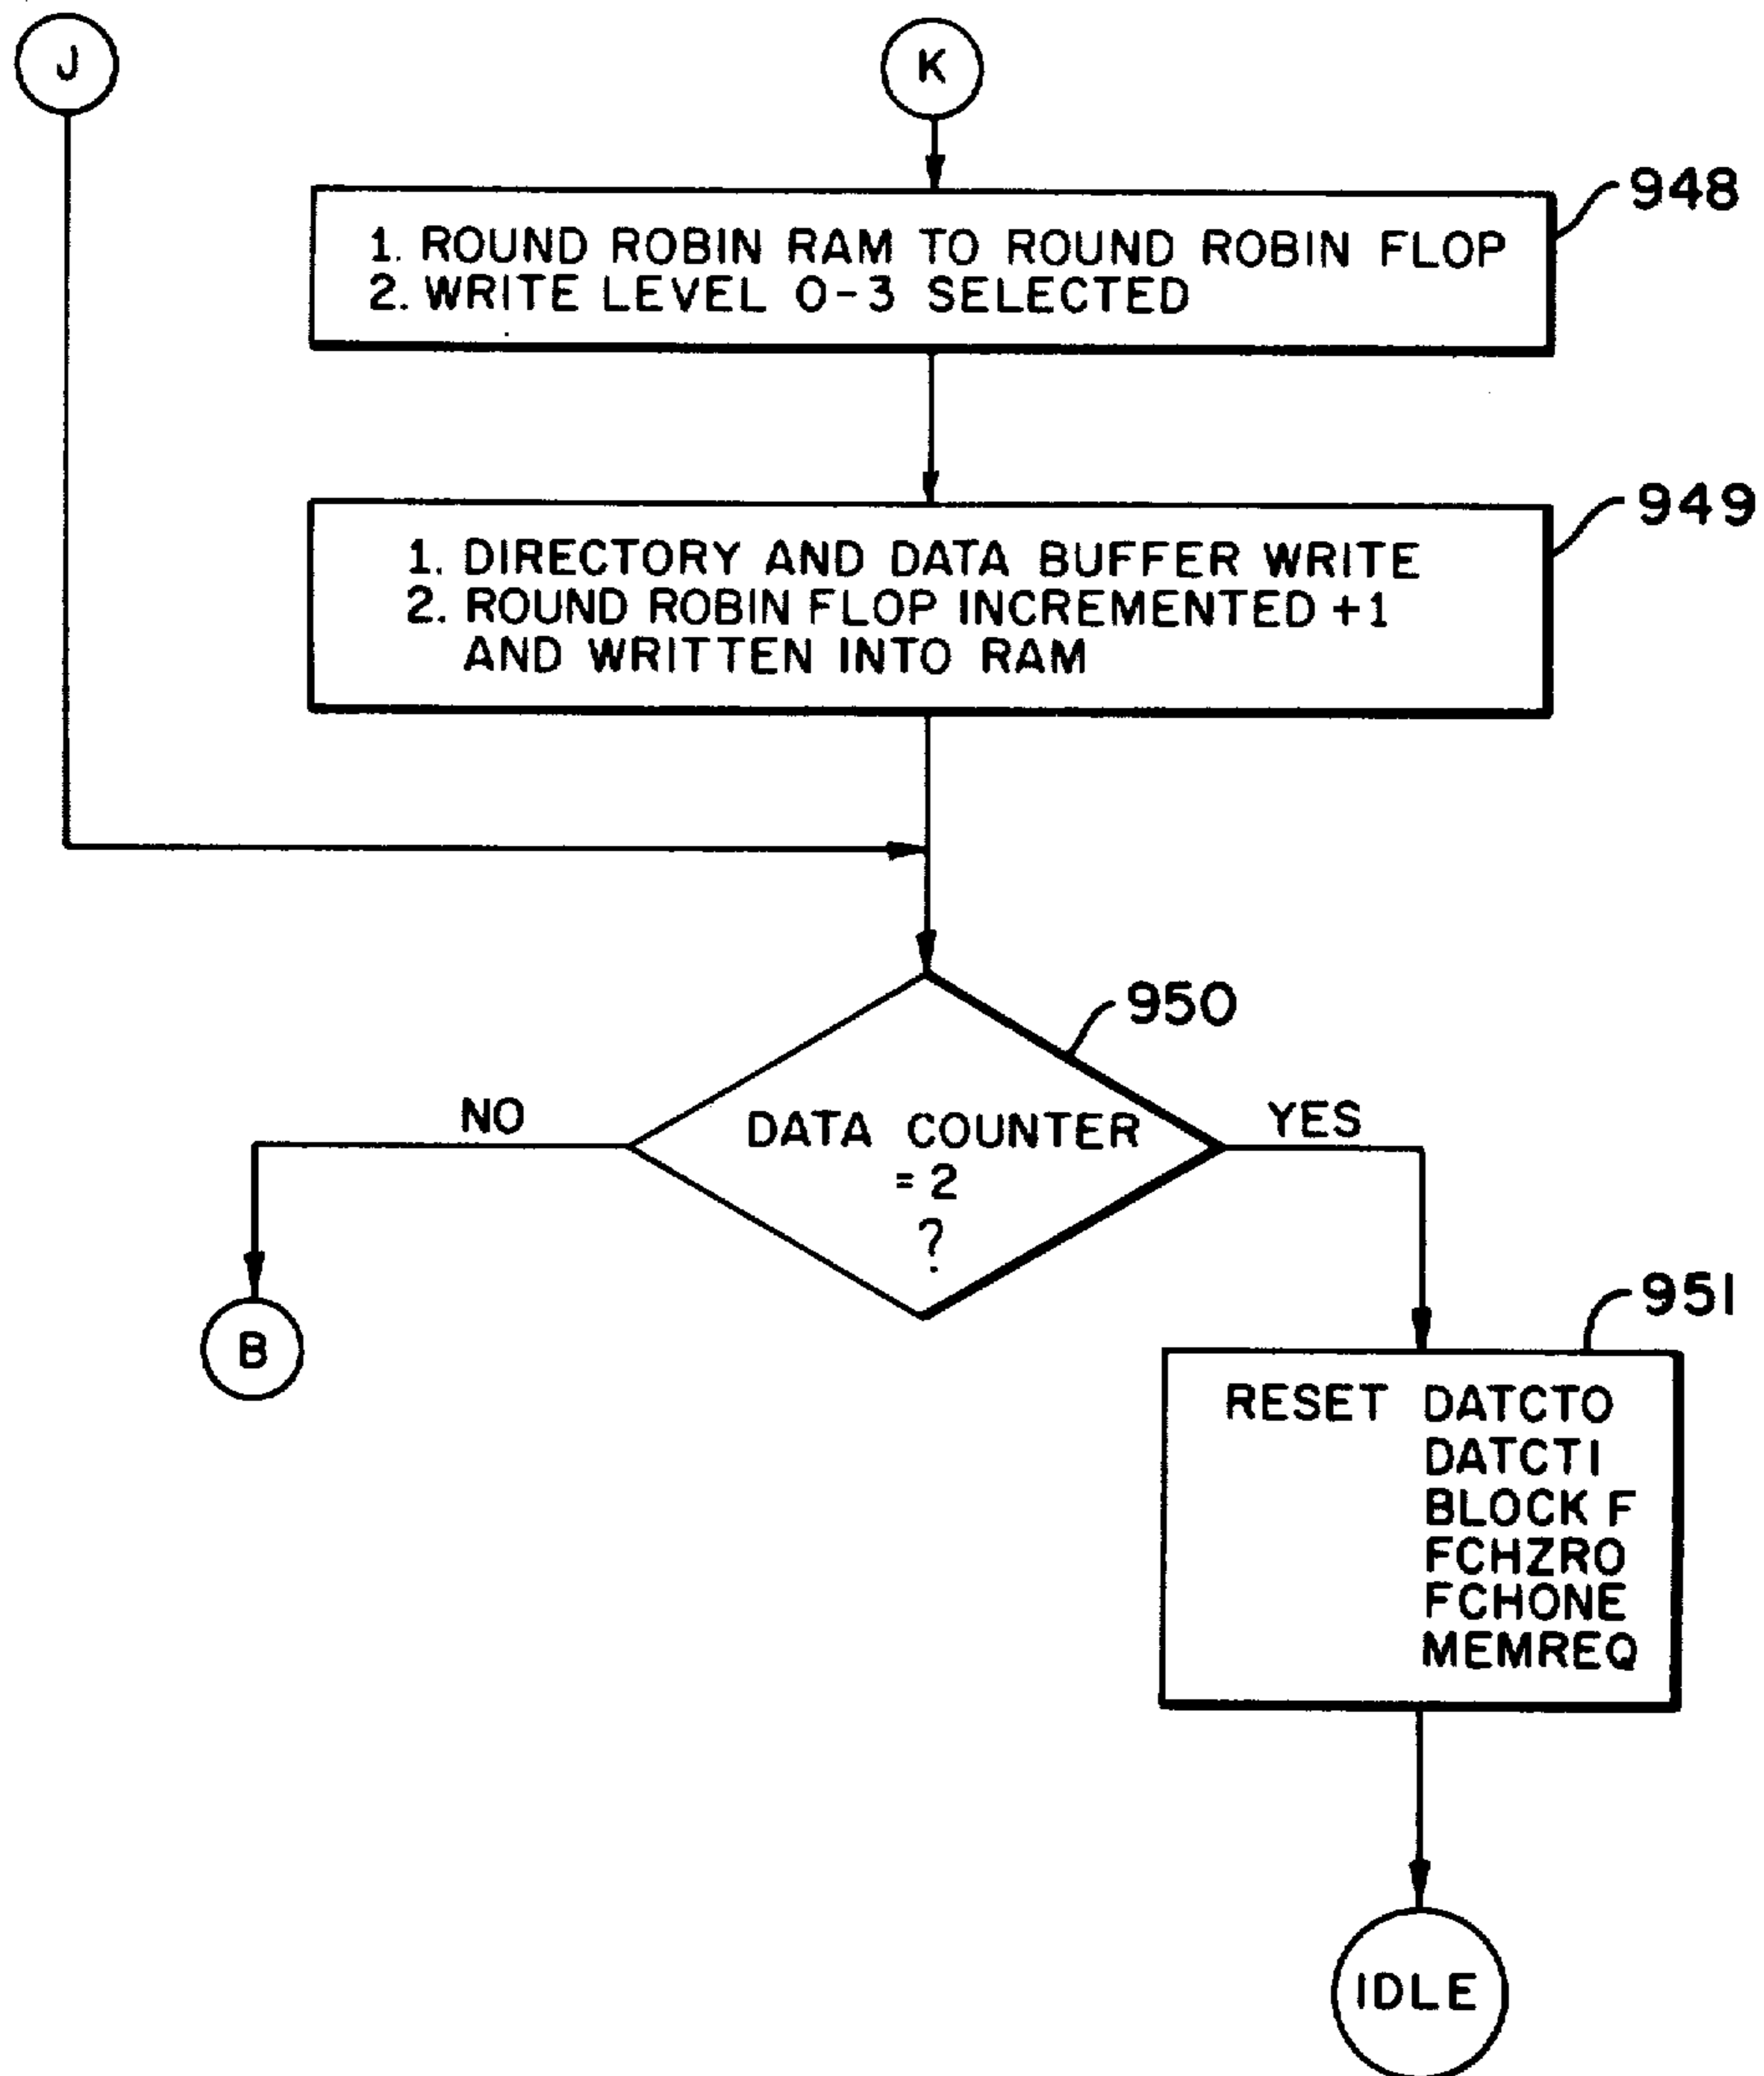 J
K
948
1. ROUND ROBIN RAM TO ROUND ROBIN FLOP
2. WRITE LEVEL 0-3 SELECTED
949
1. DIRECTORY AND DATA BUFFER WRITE
2. ROUND ROBIN FLOP INCREMENTED +1
AND WRITTEN INTO RAM
950
NO
DATA COUNTER
= 2
?
YES
B
951
RESET DATCT0
DATCT1
BLOCK F
FCHZRO
FCHONE
MEMREQ
IDLE